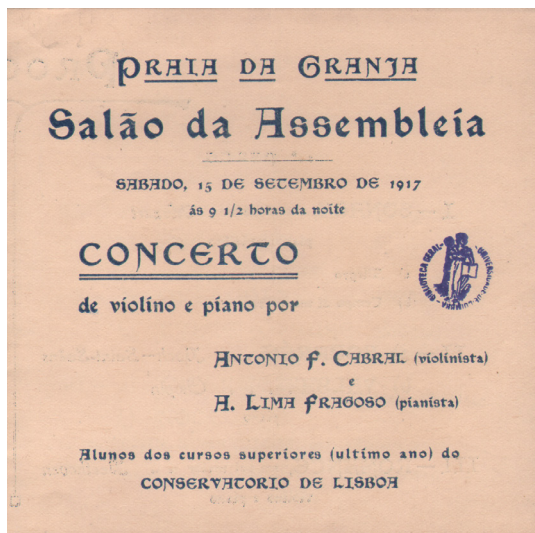 PRAIA DA GRANJA
Salão da Assembleia
SABADO, 15 DE SETEMBRO DE 1917
ás 9 1/2 horas da noite
CONCERTO
de violino e piano por
ANTONIO F. CABRAL (violinista)
e
A. LIMA FRAGOSO (pianista)
Alunos dos cursos superiores (ultimo ano) do
CONSERVATORIO DE LISBOA
BIBLIOTECA GERAL